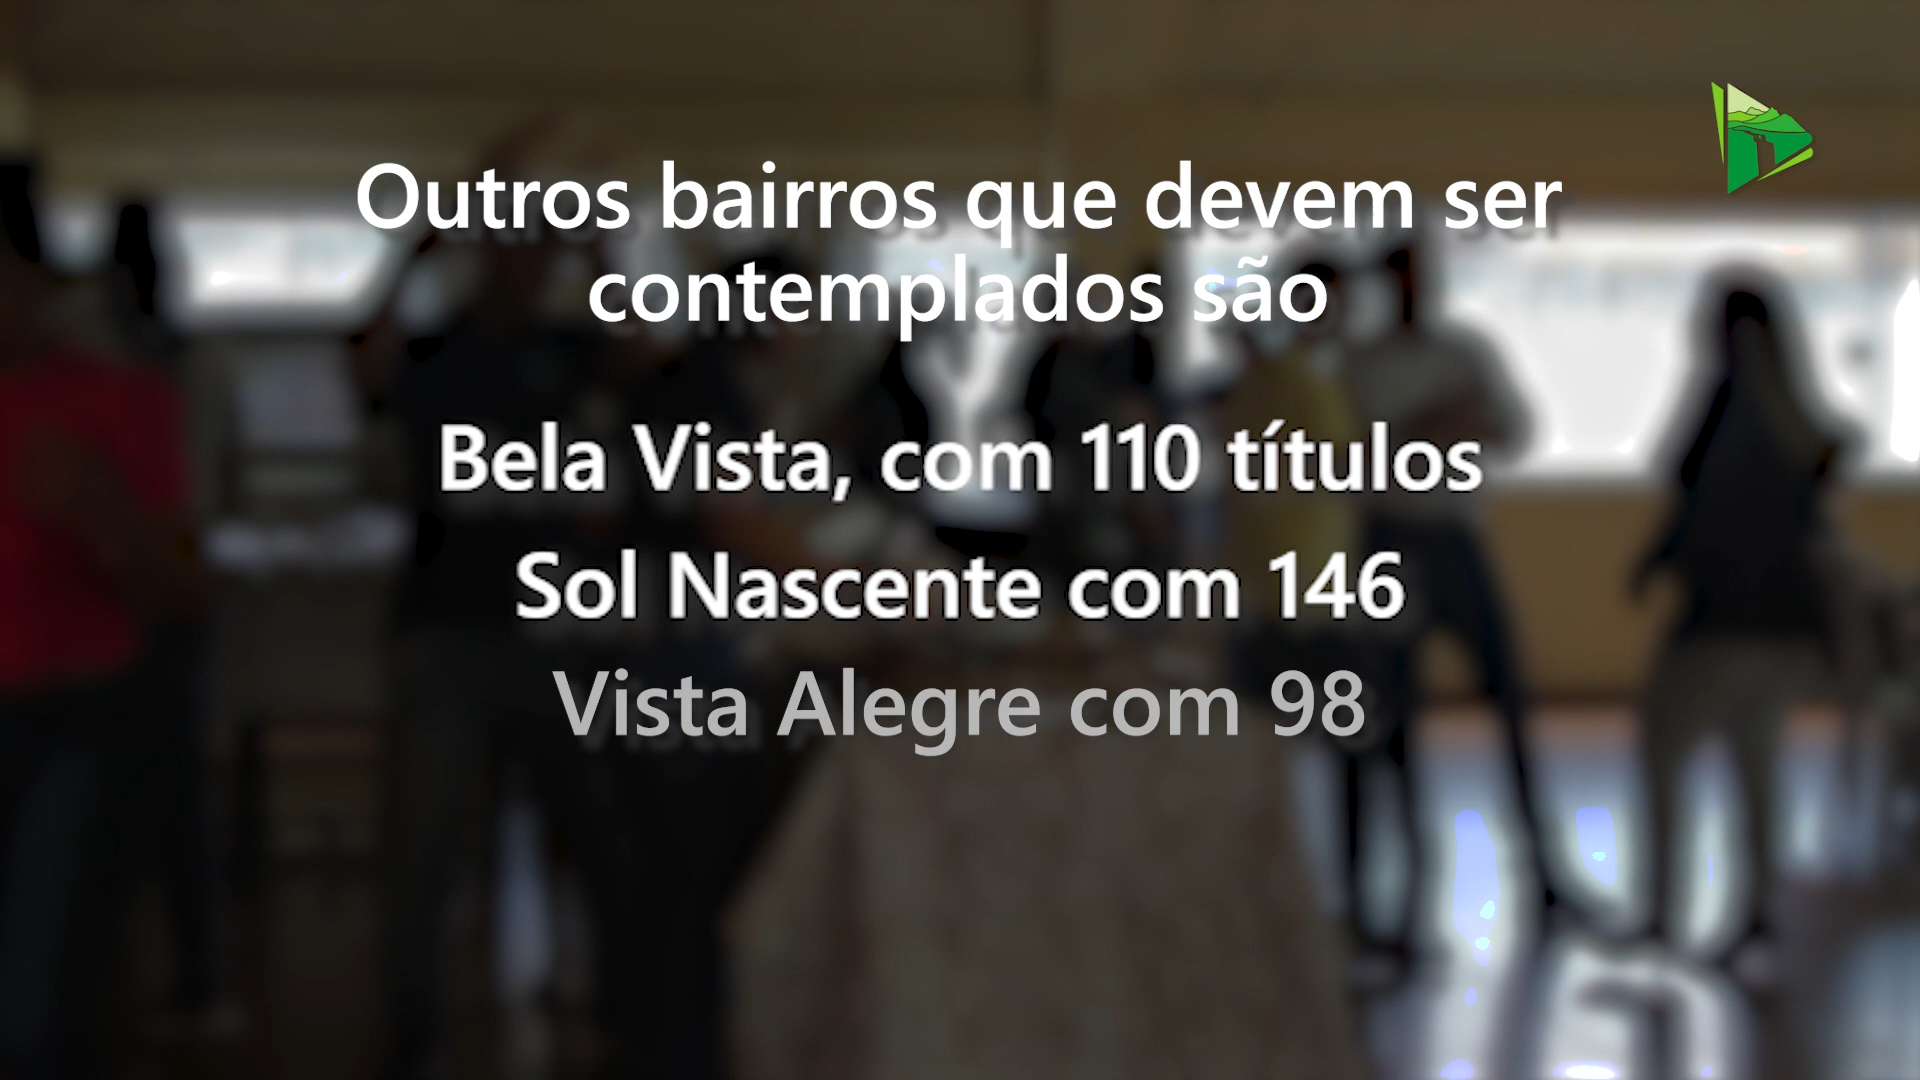 Outros bairros que devem ser
contemplados são
Bela Vista, com 110 títulos
Sol Nascente com 146
Vista Alegre com 98